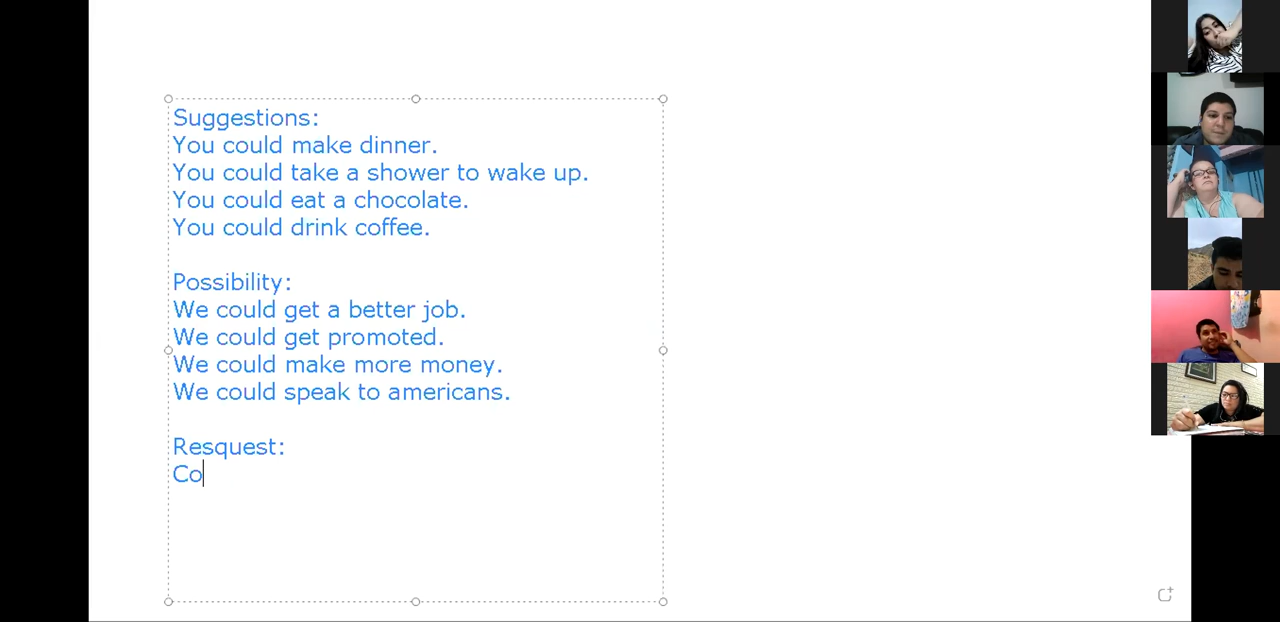 Suggestions:
You could make dinner.
You could take a shower to wake up.
You could eat a chocolate.
You could drink coffee.
Possibility:
We could get a better job.
We could get promoted.
We could make more money.
We could speak to americans.
Resquest:
Co